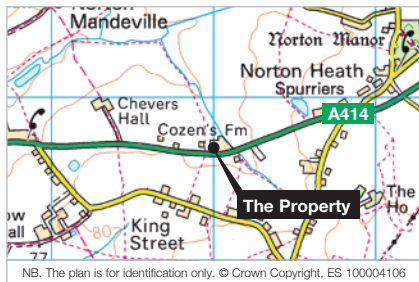 Norton
Mandeville
Norton Manor
Norton Heath
Spurriers
Chevers
Hall
A414
Cozen's Fm
The Property
The
Ho
ow
all
King
Street
80
77
NB. The plan is for identification only. © Crown Copyright, ES 100004106